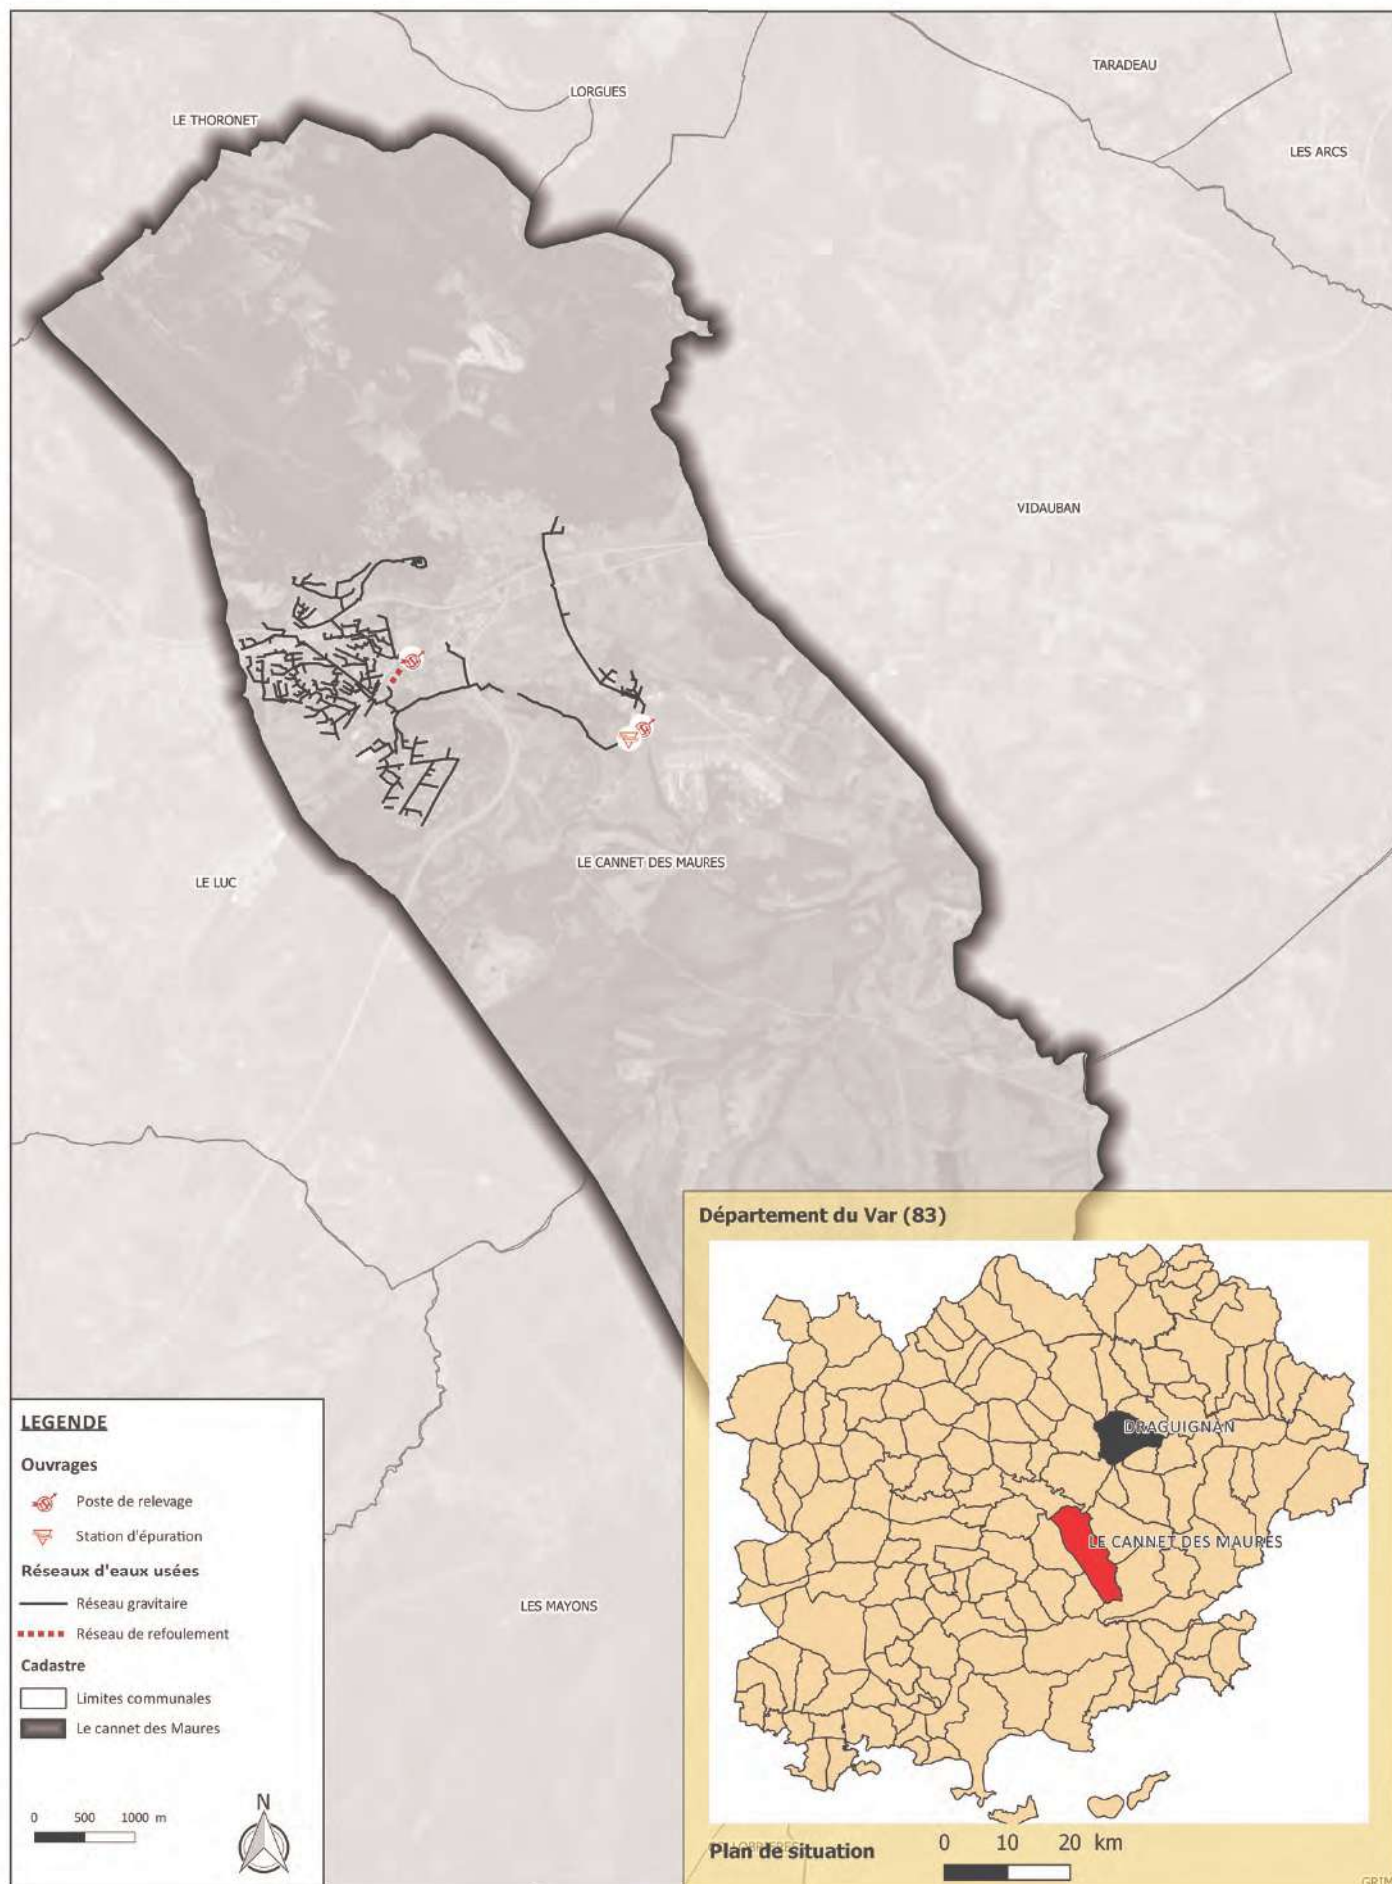 TARADEAU
LORGUES
LE THORONET
LES ARCS
VIDAUBAN
LE CANNET DES MAURES
LE LUC
LES MAYONS
Département du Var (83)
DRAGUIGNAN
LE CANNET DES MAURES
Plan de situation
0 10 20 km
GRIM
LEGENDE
Ouvrages
Poste de relevage
Station d'épuration
Réseaux d'eaux usées
Réseau gravitaire
Réseau de refoulement
Cadastre
Limites communales
Le cannet des Maures
0 500 1000 m
N